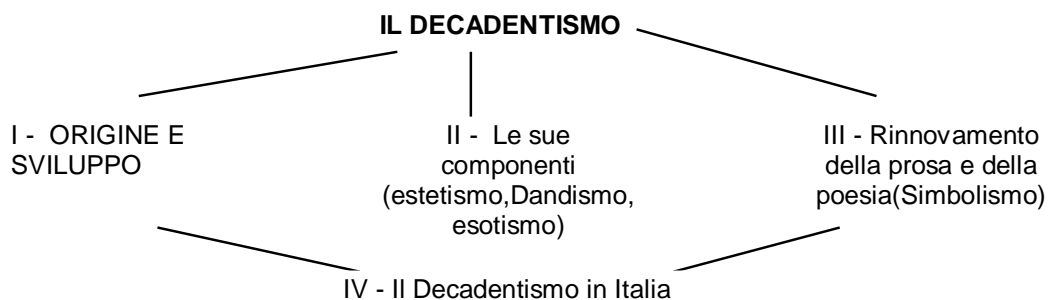 IL DECADENTISMO
I - ORIGINE E
SVILUPPO
II - Le sue
componenti
(estetismo,Dandismo,
esotismo)
III - Rinnovamento
della prosa e della
poesia(Simbolismo)
IV - Il Decadentismo in Italia